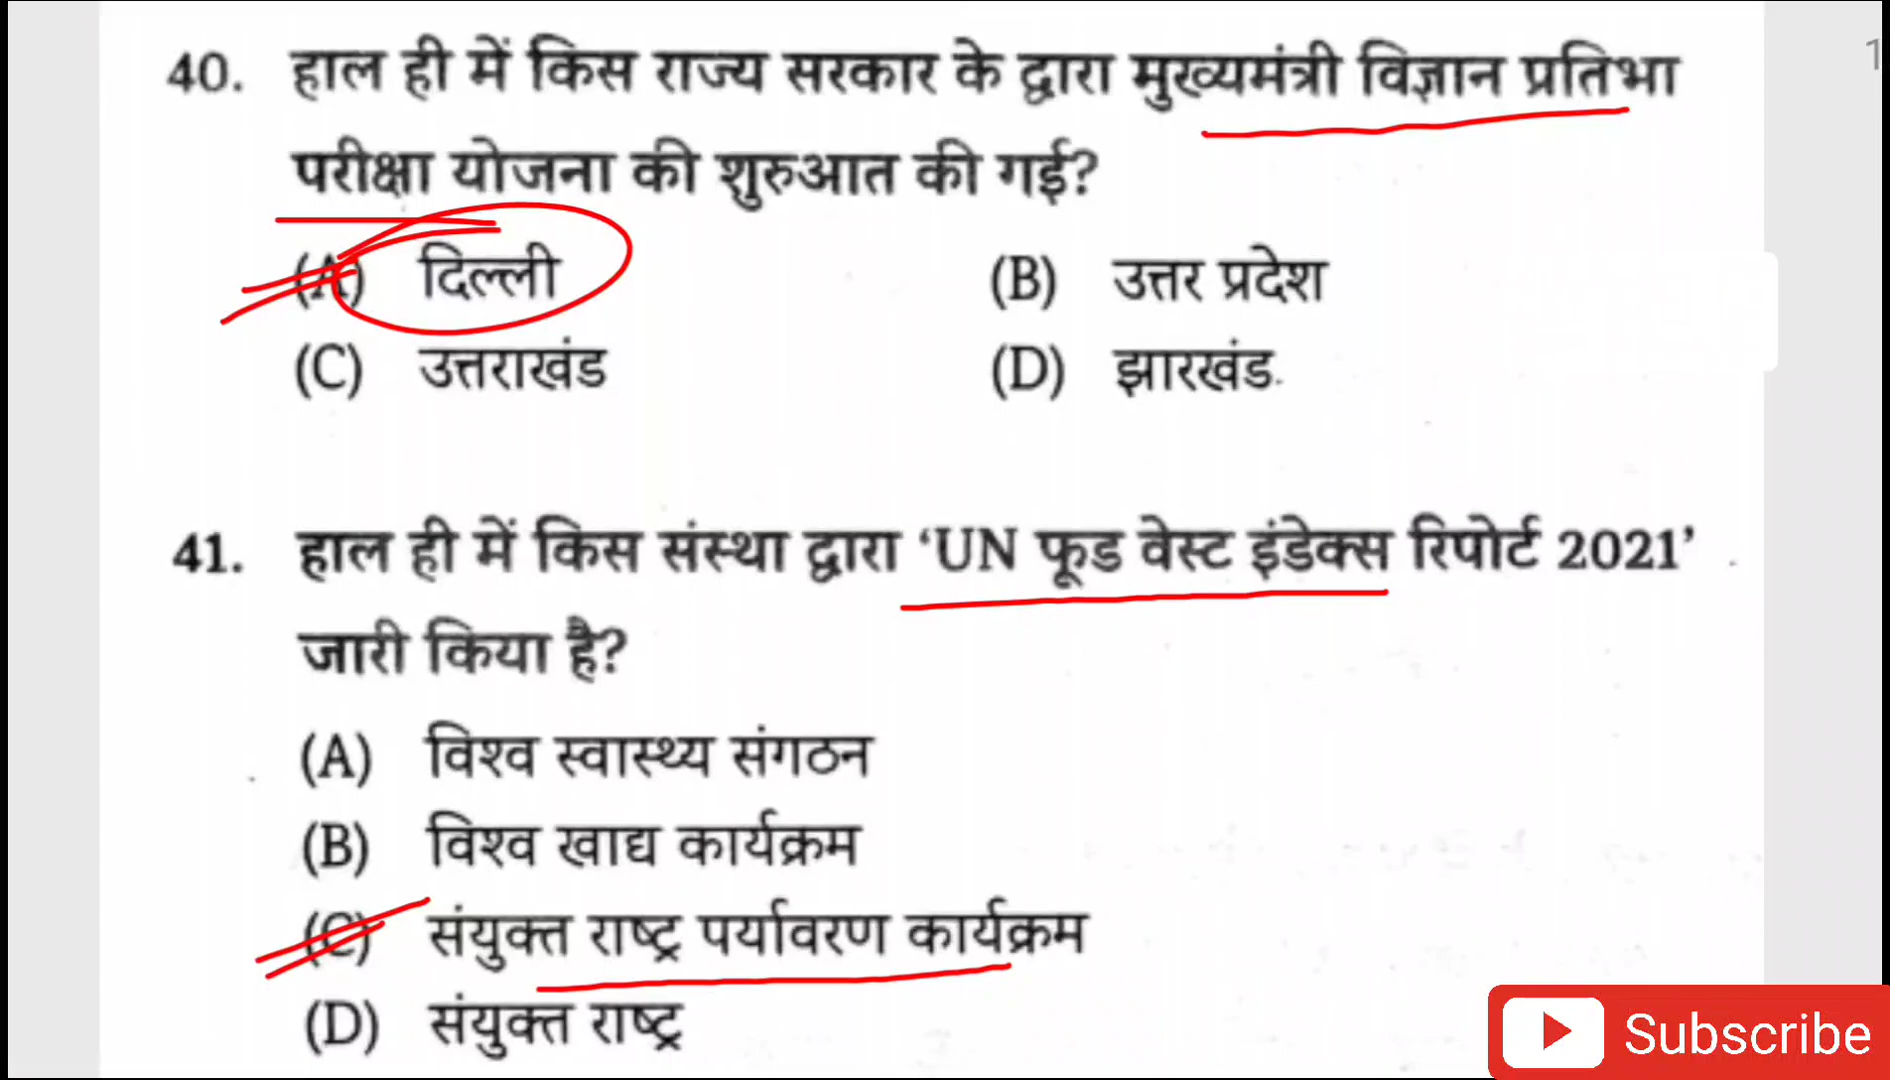 40. हाल ही में किस राज्य सरकार के द्वारा मुख्यमंत्री विज्ञान प्रतिभा
परीक्षा योजना की शुरुआत की गई?
(A) दिल्ली (B) उत्तर प्रदेश
(C) उत्तराखंड (D) झारखंड
41. हाल ही में किस संस्था द्वारा ‘UN फूड वेस्ट इंडेक्स रिपोर्ट 2021’
जारी किया है?
(A) विश्व स्वास्थ्य संगठन
(B) विश्व खाद्य कार्यक्रम
(C) संयुक्त राष्ट्र पर्यावरण कार्यक्रम
(D) संयुक्त राष्ट्र
Subscribe